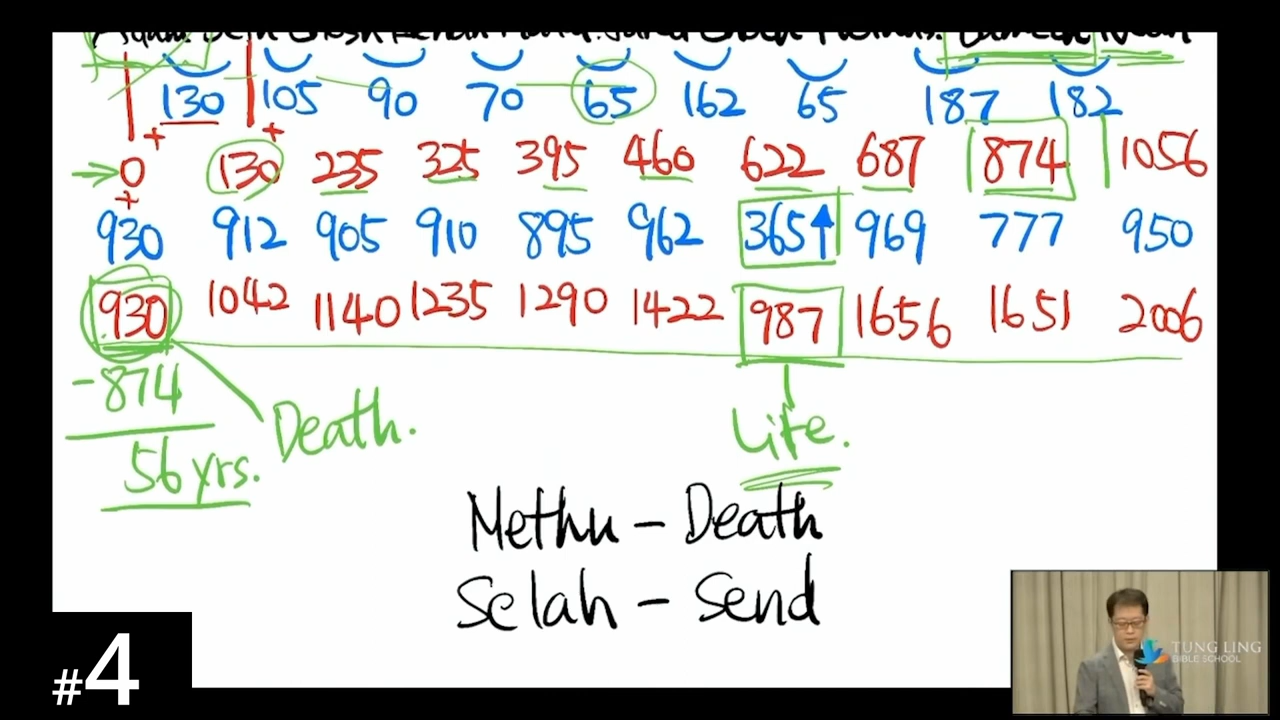 130 105 90 70 65 162 65 187 182
+ +
→ 0 130 235 325 395 460 622 687 874 1056
+
930 912 905 910 895 962 365↑ 969 777 950
930 1042 1140 1235 1290 1422 987 1656 1651 2006
-874
56 yrs.
Death.
Life.
Methu – Death
Selah – Send
#4
TUNG LING
BIBLE SCHOOL